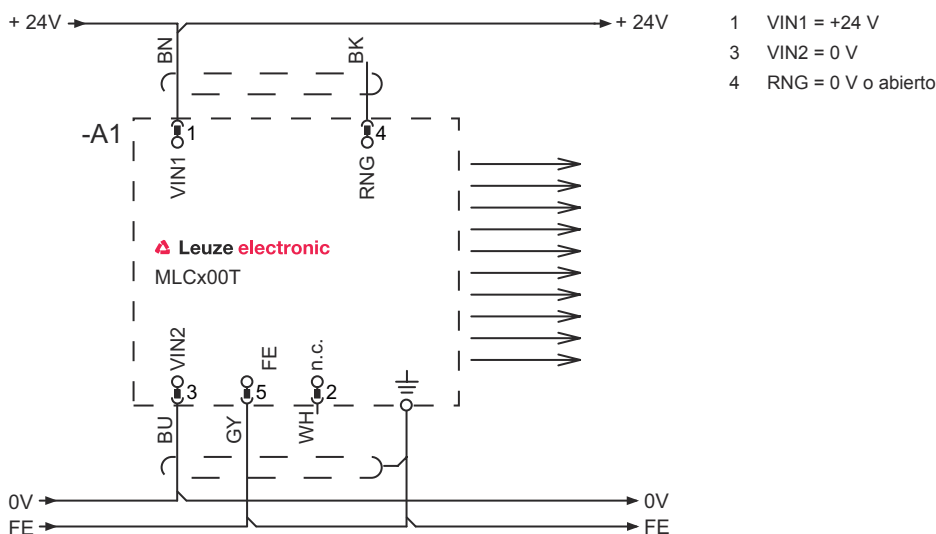 + 24V
+ 24V
1 VIN1 = +24 V
3 VIN2 = 0 V
4 RNG = 0 V o abierto
BN
BK
-A1
1
4
VIN1
RNG
Leuze electronic
MLCx00T
VIN2
FE
n.c.
3
5
2
BU
GY
WH
0V
0V
FE
FE